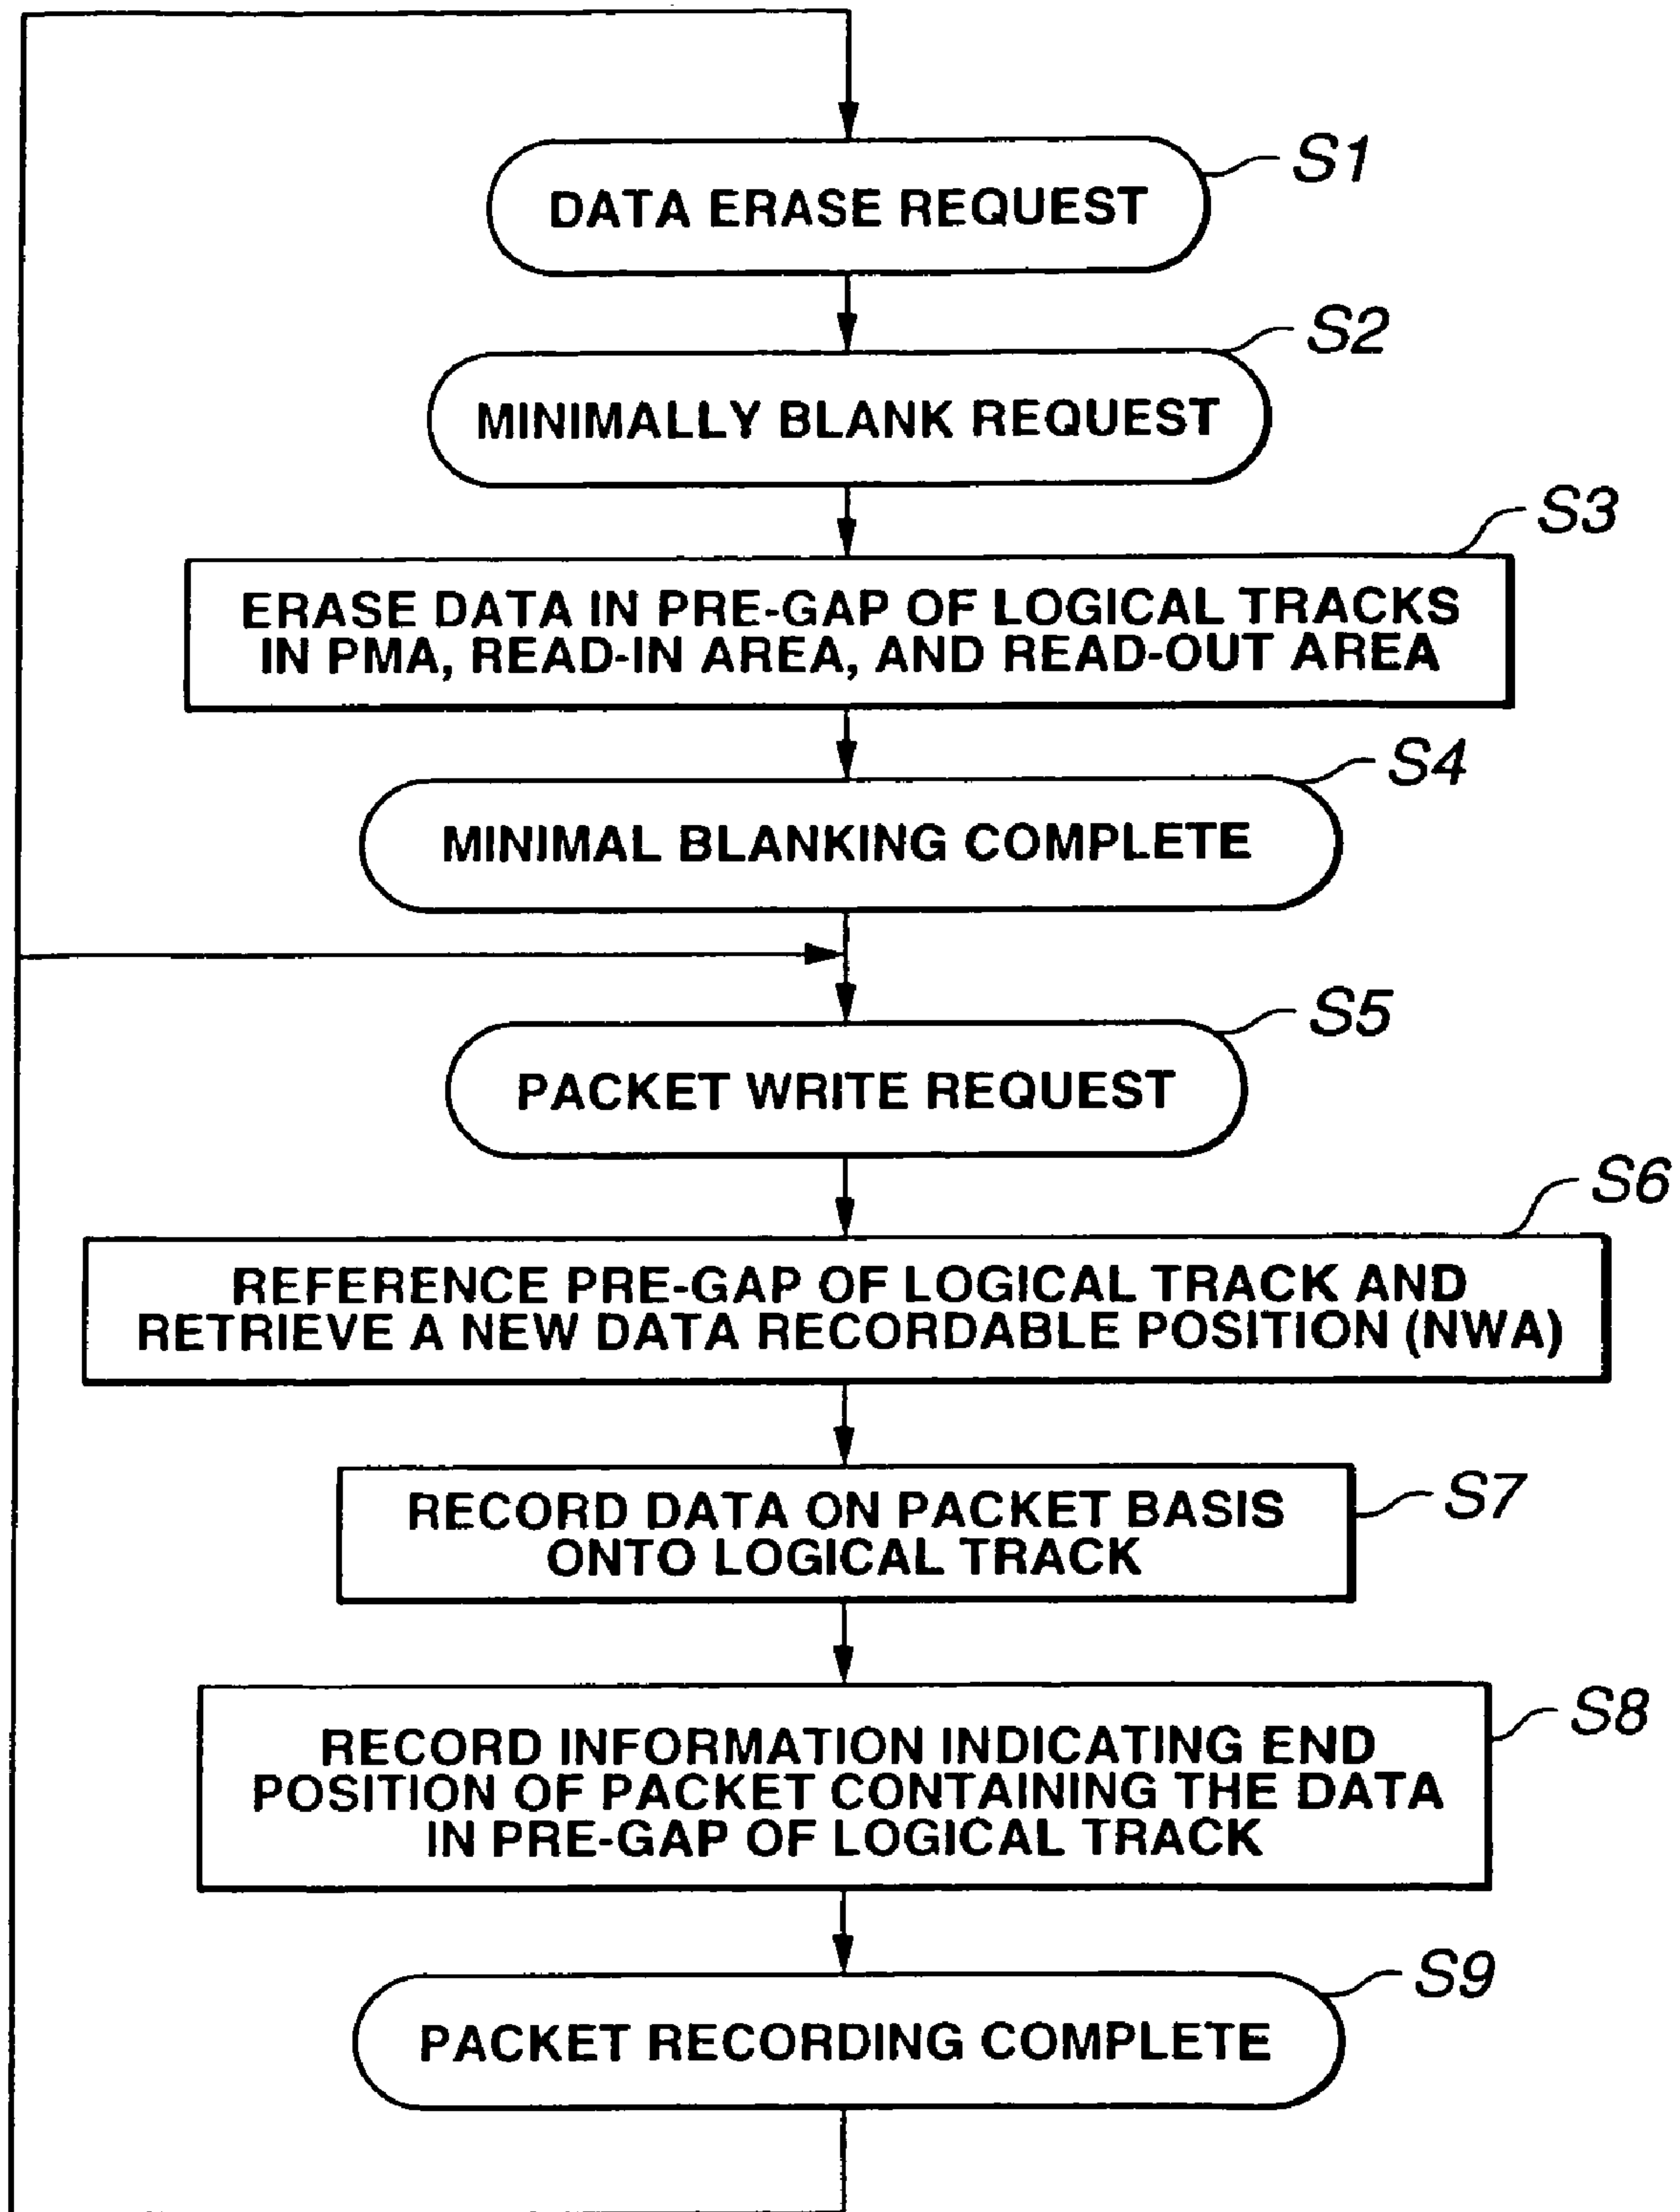 S1
DATA ERASE REQUEST
S2
MINIMALLY BLANK REQUEST
S3
ERASE DATA IN PRE-GAP OF LOGICAL TRACKS
IN PMA, READ-IN AREA, AND READ-OUT AREA
S4
MINIMAL BLANKING COMPLETE
S5
PACKET WRITE REQUEST
S6
REFERENCE PRE-GAP OF LOGICAL TRACK AND
RETRIEVE A NEW DATA RECORDABLE POSITION (NWA)
S7
RECORD DATA ON PACKET BASIS
ONTO LOGICAL TRACK
S8
RECORD INFORMATION INDICATING END
POSITION OF PACKET CONTAINING THE DATA
IN PRE-GAP OF LOGICAL TRACK
S9
PACKET RECORDING COMPLETE